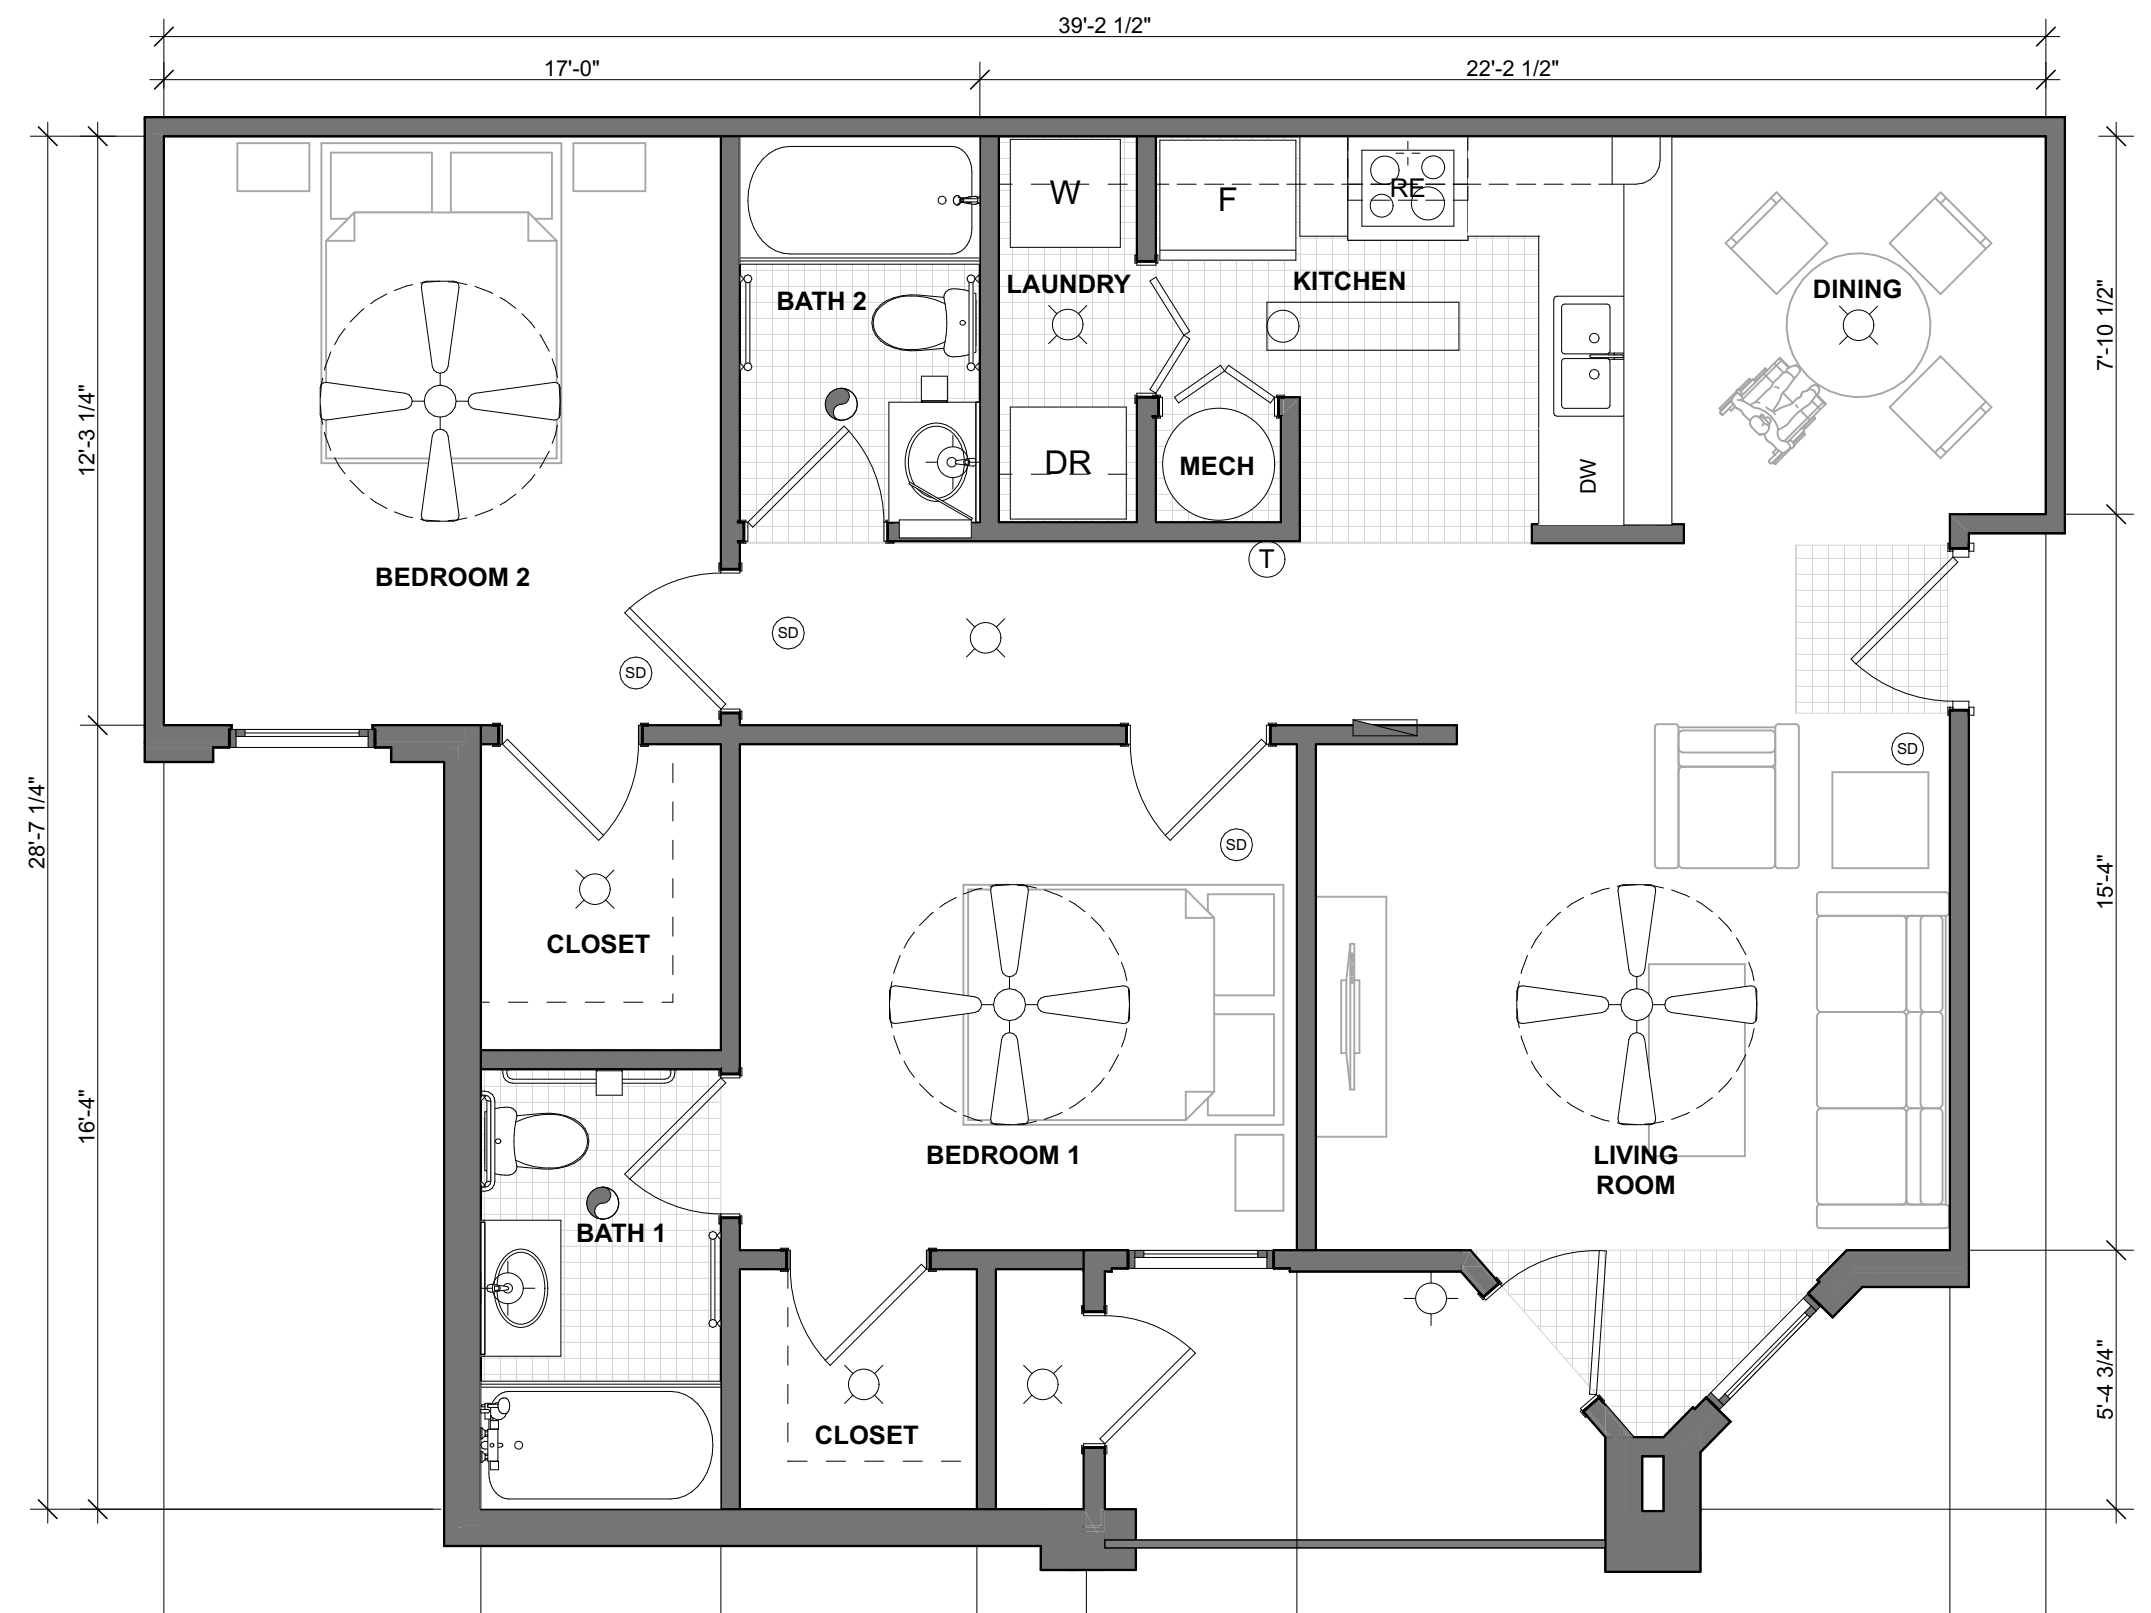 39'-2 1/2"
17'-0"
22'-2 1/2"
W
F
RE
LAUNDRY
KITCHEN
DINING
BATH 2
7'-10 1/2"
12'-3 1/4"
DR
MECH
DW
T
BEDROOM 2
SD
SD
SD
28'-7 1/4"
SD
15'-4"
CLOSET
16'-4"
BEDROOM 1
LIVING
ROOM
BATH 1
5'-4 3/4"
CLOSET